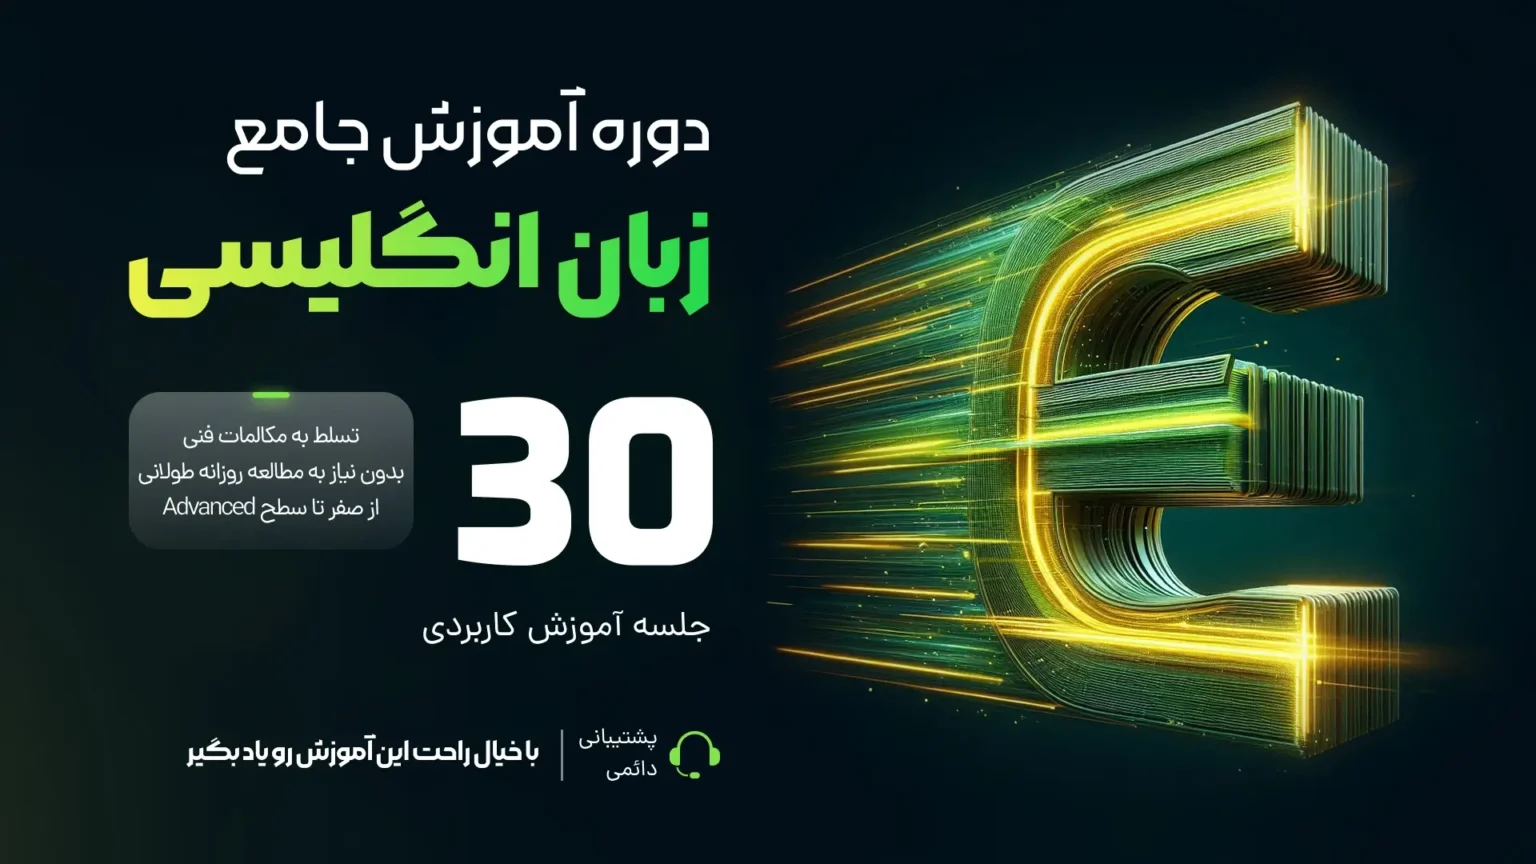 دوره آموزش جامع
زبان انگلیسی
30
جلسه آموزش کاربردی
تسلط به مکالمات فنی
بدون نیاز به مطالعه روزانه طولانی
از صفر تا سطح Advanced
پشتیبانی
دائمی
با خیال راحت این آموزش رو یاد بگیر